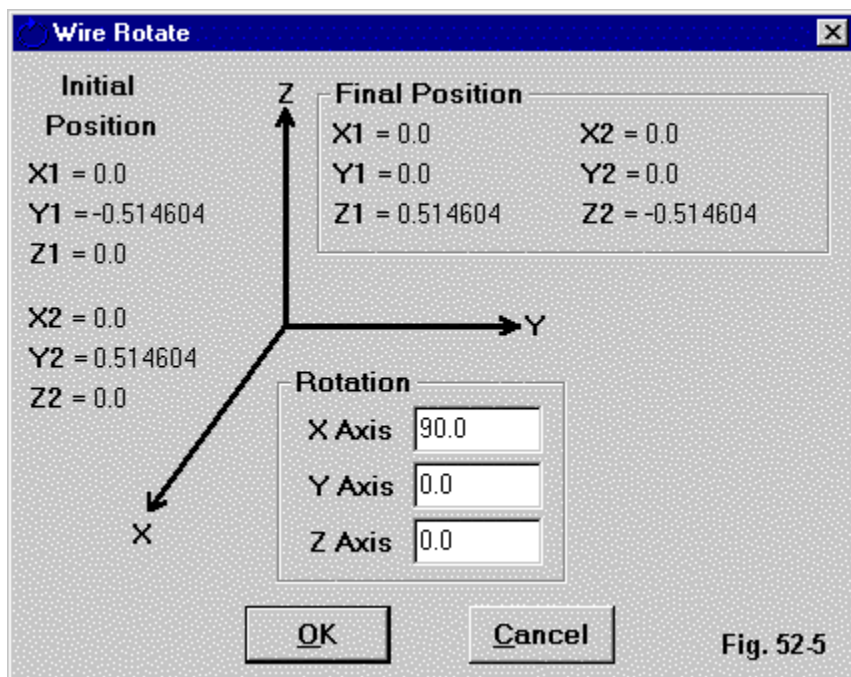 Wire Rotate
Initial
Position
X1 = 0.0
Y1 = -0.514604
Z1 = 0.0
X2 = 0.0
Y2 = 0.514604
Z2 = 0.0
Z
Y
X
Final Position
X1 = 0.0 X2 = 0.0
Y1 = 0.0 Y2 = 0.0
Z1 = 0.514604 Z2 = -0.514604
Rotation
X Axis 90.0
Y Axis 0.0
Z Axis 0.0
OK Cancel
Fig. 52-5